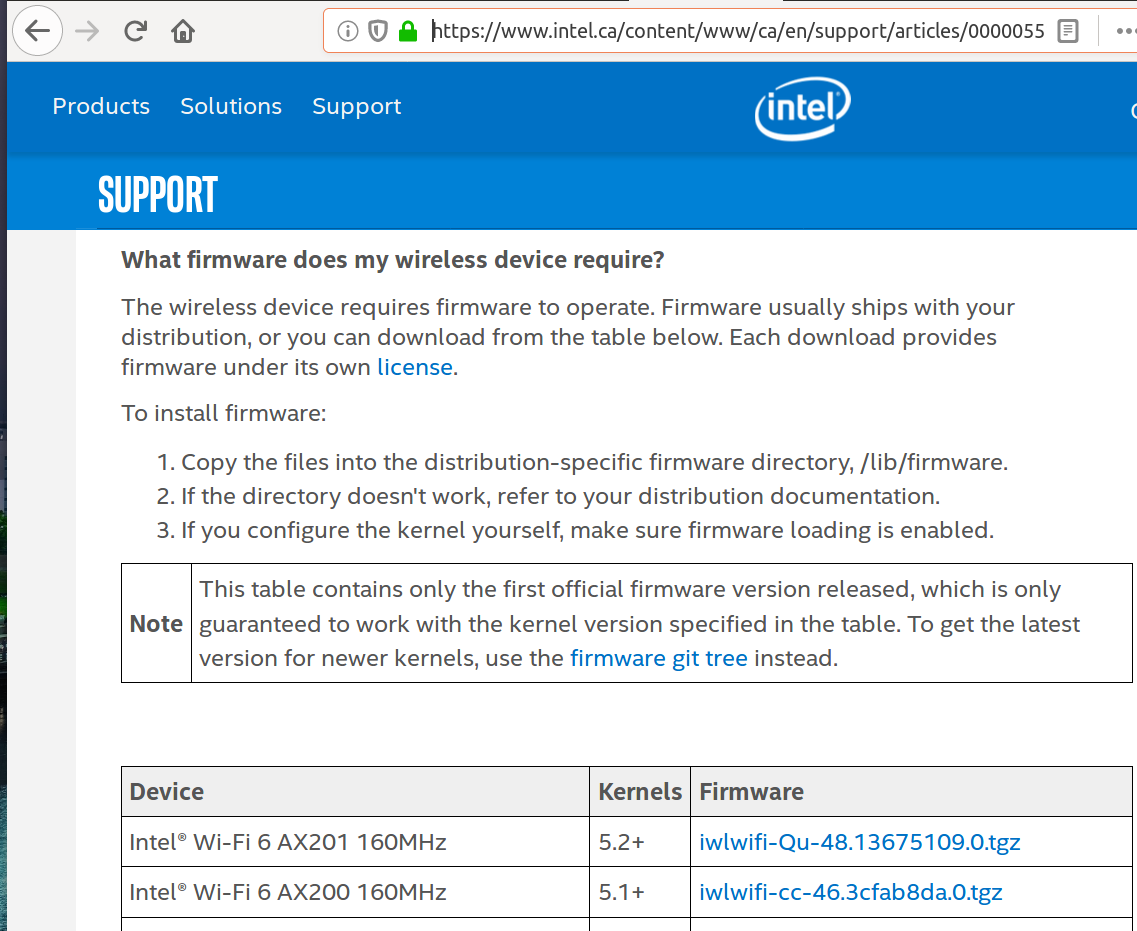 https://www.intel.ca/content/www/ca/en/support/articles/0000055
Products Solutions Support
intel
SUPPORT
What firmware does my wireless device require?
The wireless device requires firmware to operate. Firmware usually ships with your
distribution, or you can download from the table below. Each download provides
firmware under its own license.
To install firmware:
1. Copy the files into the distribution-specific firmware directory, /lib/firmware.
2. If the directory doesn't work, refer to your distribution documentation.
3. If you configure the kernel yourself, make sure firmware loading is enabled.
Note
This table contains only the first official firmware version released, which is only
guaranteed to work with the kernel version specified in the table. To get the latest
version for newer kernels, use the firmware git tree instead.
Device Kernels Firmware
Intel® Wi-Fi 6 AX201 160MHz 5.2+ iwlwifi-Qu-48.13675109.0.tgz
Intel® Wi-Fi 6 AX200 160MHz 5.1+ iwlwifi-cc-46.3cfab8da.0.tgz